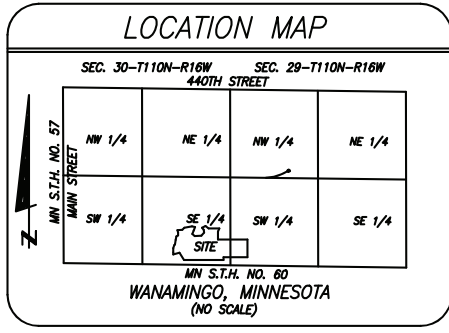 LOCATION MAP
SEC. 30-T110N-R16W SEC. 29-T110N-R16W
440TH STREET
MN S.T.H. NO. 57
MAIN STREET
NW 1/4 NE 1/4 NW 1/4 NE 1/4
SW 1/4 SE 1/4 SW 1/4 SE 1/4
SITE
N
MN S.T.H. NO. 60
WANAMINGO, MINNESOTA
(NO SCALE)